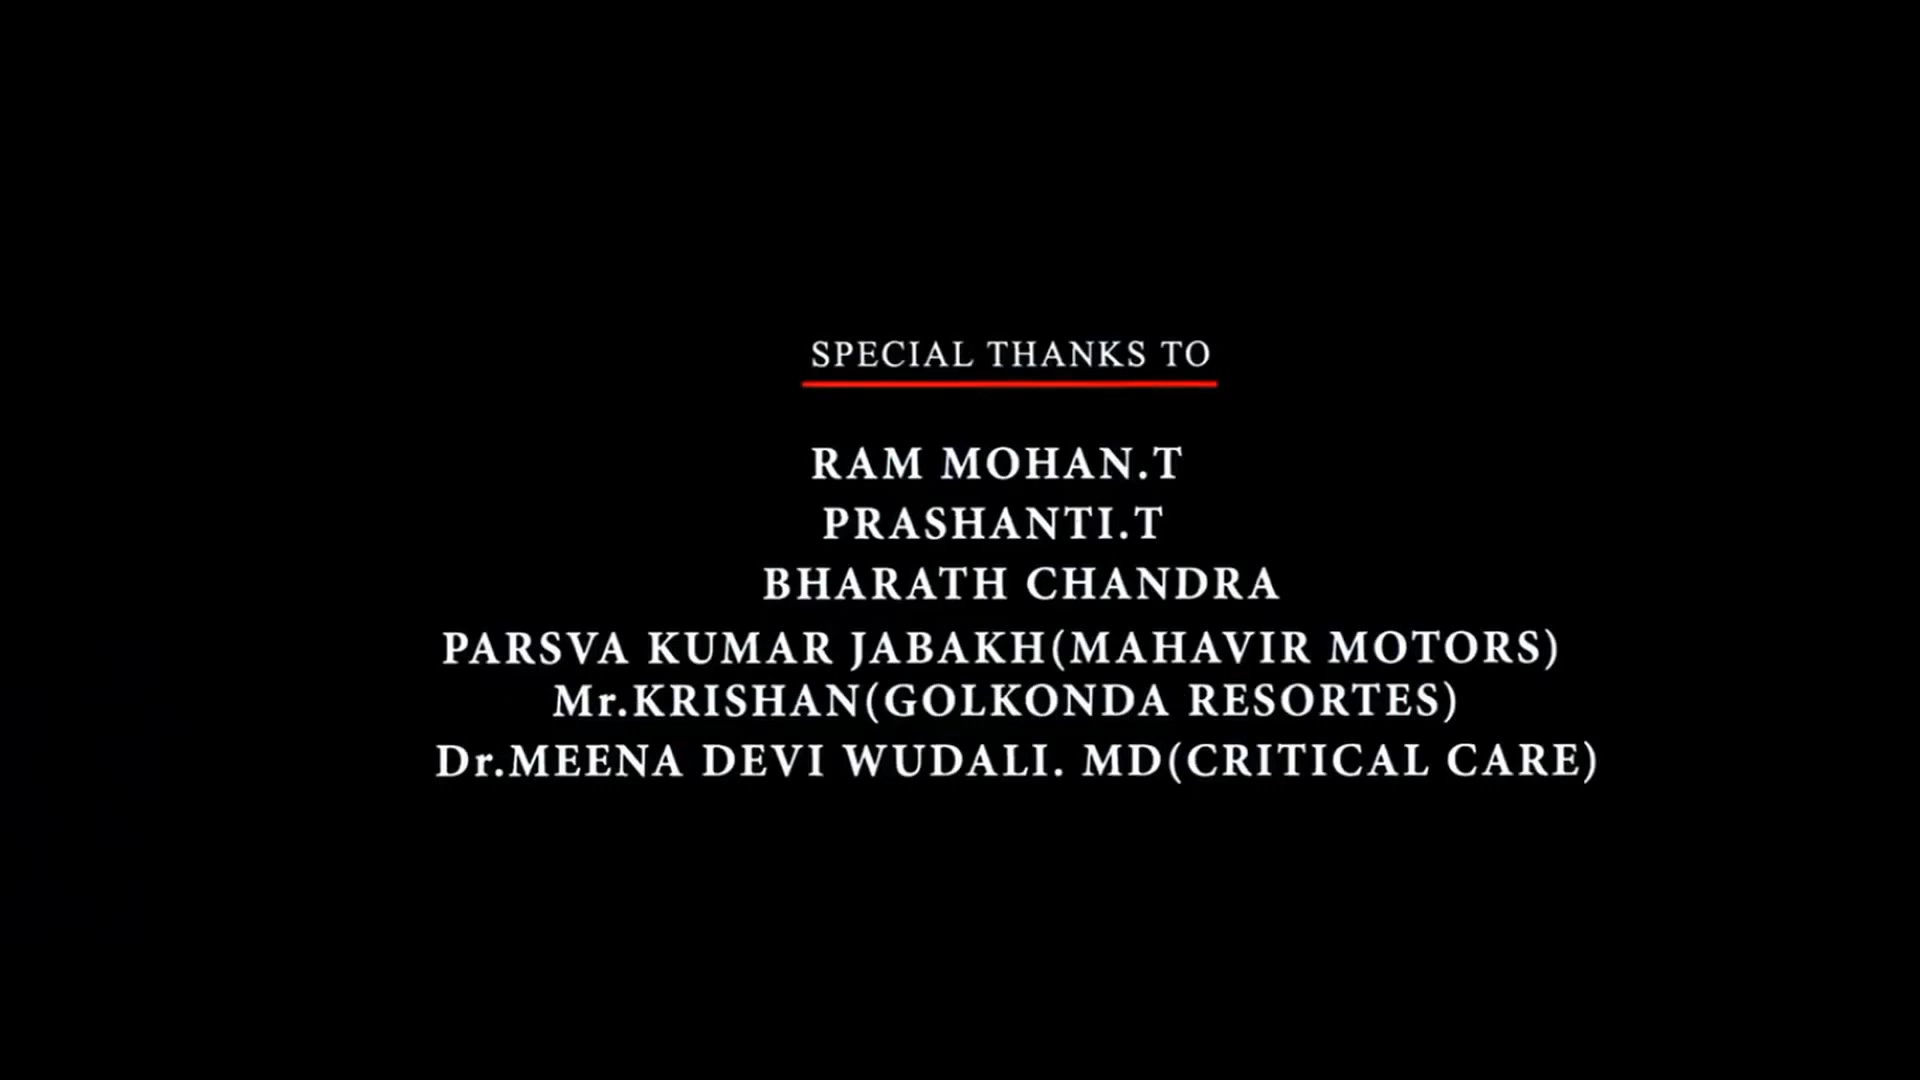 SPECIAL THANKS TO
RAM MOHAN.T
PRASHANTI.T
BHARATH CHANDRA
PARSVA KUMAR JABAKH(MAHAVIR MOTORS)
Mr.KRISHAN(GOLKONDA RESORTES)
Dr.MEENA DEVI WUDALI. MD(CRITICAL CARE)